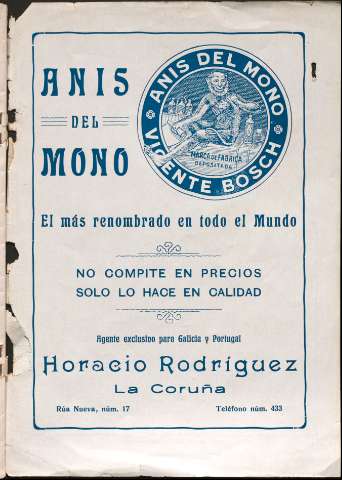 ANIS
DEL
MONO
ANIS DEL MONO
VICENTE BOSCH
MARCA DE FÁBRICA
DEPOSITADA
El más renombrado en todo el Mundo
NO COMPITE EN PRECIOS
SOLO LO HACE EN CALIDAD
Agente exclusivo para Galicia y Portugal
Horacio Rodríguez
La Coruña
Rúa Nueva, núm. 17
Teléfono núm. 433